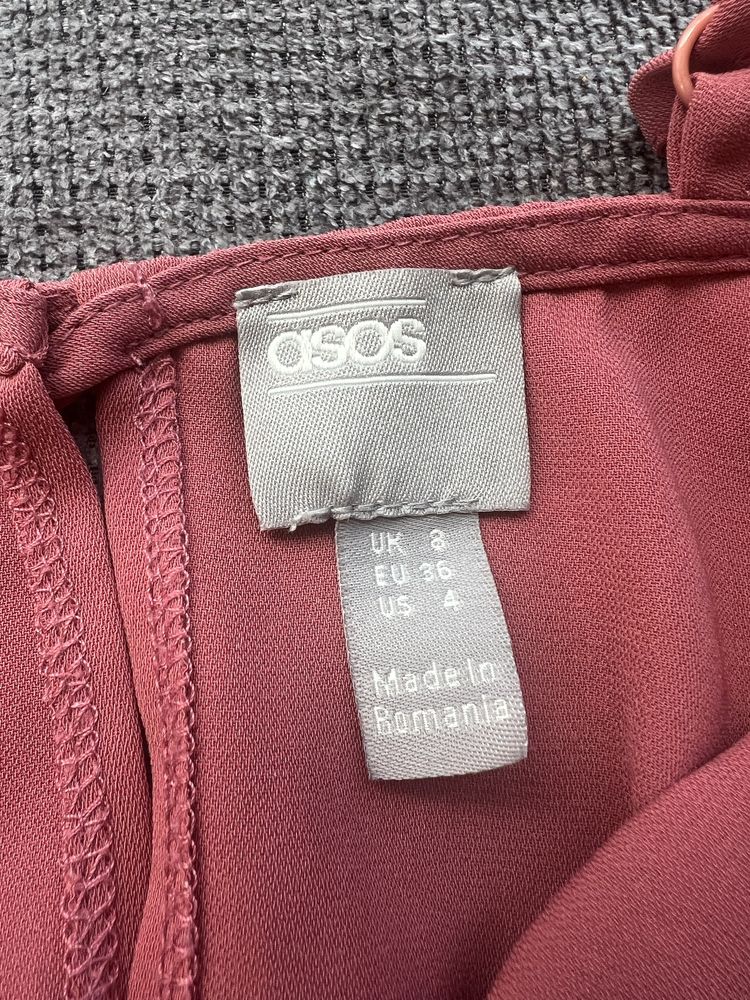 asos
UK 8
EU 36
US 4
Made In
Romania